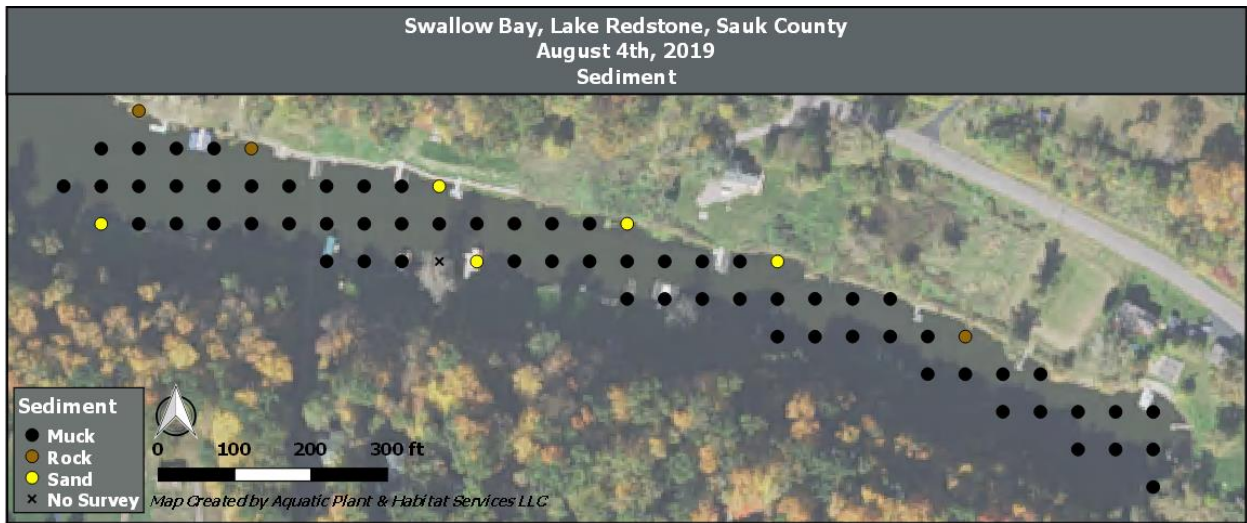 Swallow Bay, Lake Redstone, Sauk County
August 4th, 2019
Sediment
Sediment
Muck
Rock
Sand
No Survey
0 100 200 300 ft
Map Created by Aquatic Plant & Habitat Services LLC